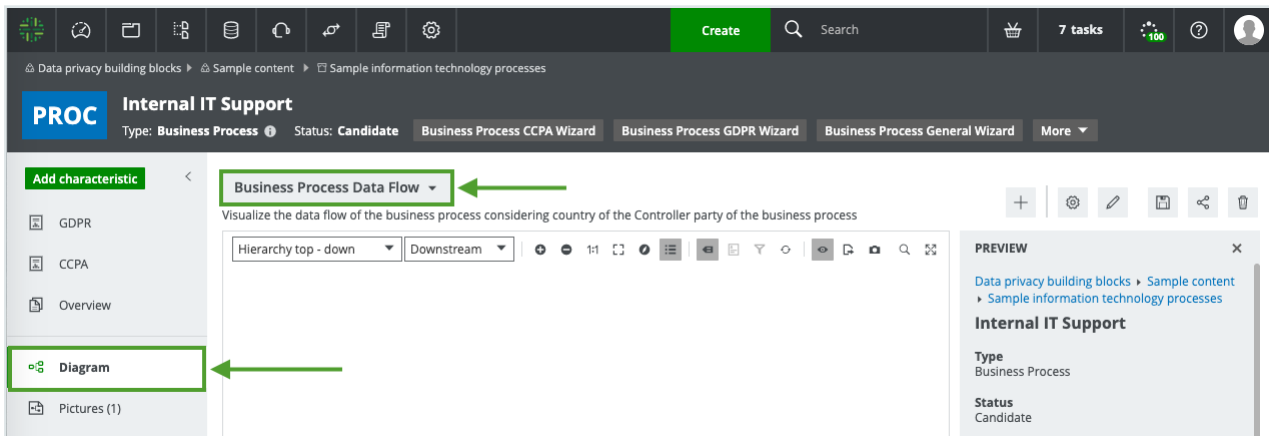 Create
Search
7 tasks
100
Data privacy building blocks
Sample content
Sample information technology processes
PROC
Internal IT Support
Type: Business Process
Status: Candidate
Business Process CCPA Wizard
Business Process GDPR Wizard
Business Process General Wizard
More
Add characteristic
GDPR
CCPA
Overview
Diagram
Pictures (1)
Business Process Data Flow
Visualize the data flow of the business process considering country of the Controller party of the business process
Hierarchy top - down
Downstream
1:1
PREVIEW
Data privacy building blocks ▸ Sample content
▸ Sample information technology processes
Internal IT Support
Type
Business Process
Status
Candidate